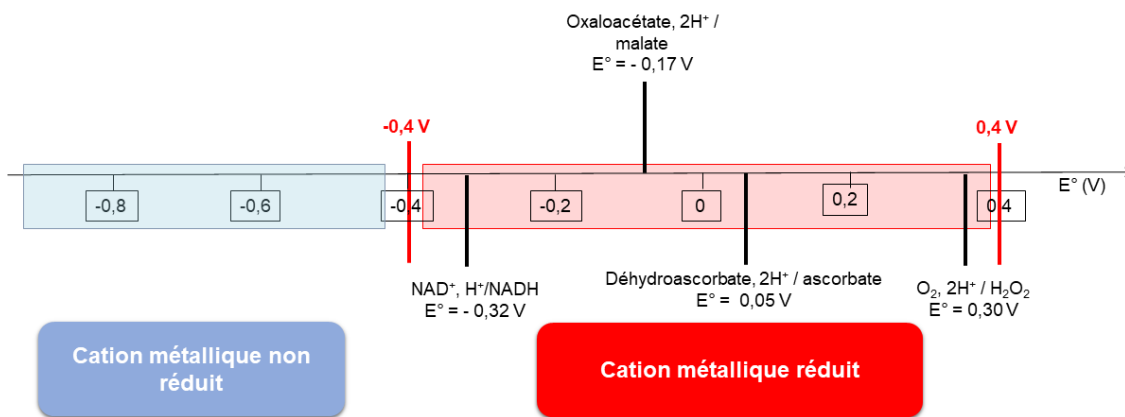 Oxaloacétate, 2H⁺ /
malate
E° = - 0,17 V
-0,4 V
0,4 V
E° (V)
-0,8
-0,6
-0,4
-0,2
0
0,2
0,4
NAD⁺, H⁺/NADH
E° = - 0,32 V
Déhydroascorbate, 2H⁺ / ascorbate
E° = 0,05 V
O₂, 2H⁺ / H₂O₂
E° = 0,30 V
Cation métallique non
réduit
Cation métallique réduit